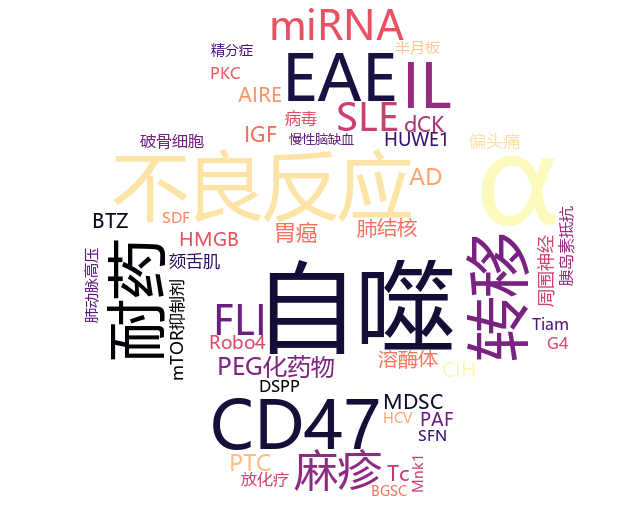 miRNA
精分症
半月板
EAE
IL
PKC
AIRE
SLE
病毒
dCK
IGF
慢性脑缺血
HUWE1
破骨细胞
偏头痛
不良反应
α
AD
BTZ
SDF
胃癌
肺结核
HMGB
颏舌肌
肺动脉高压
耐药
mTOR抑制剂
自噬
转移
周围神经
胰岛素抵抗
FLI
Robo4
Tiam
G4
PEG化药物
溶酶体
CIH
DSPP
CD47
MDSC
HCV
PAF
SFN
PTC
麻疹
放化疗
Tc
Mnk1
BGSC